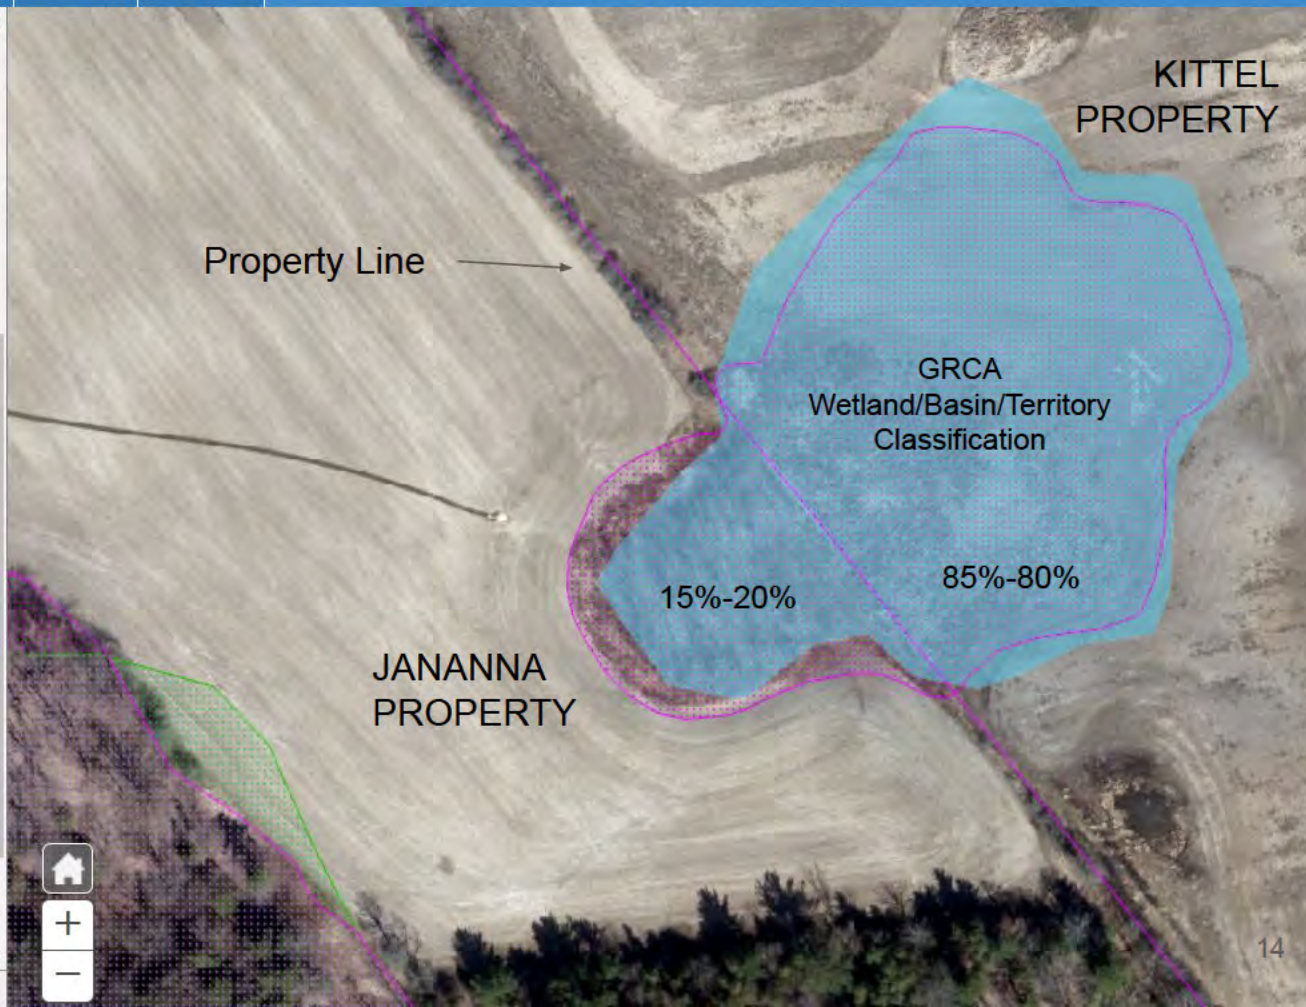 KITTEL
PROPERTY
Property Line
GRCA
Wetland/Basin/Territory
Classification
85%-80%
15%-20%
JANANNA
PROPERTY
+
−
14